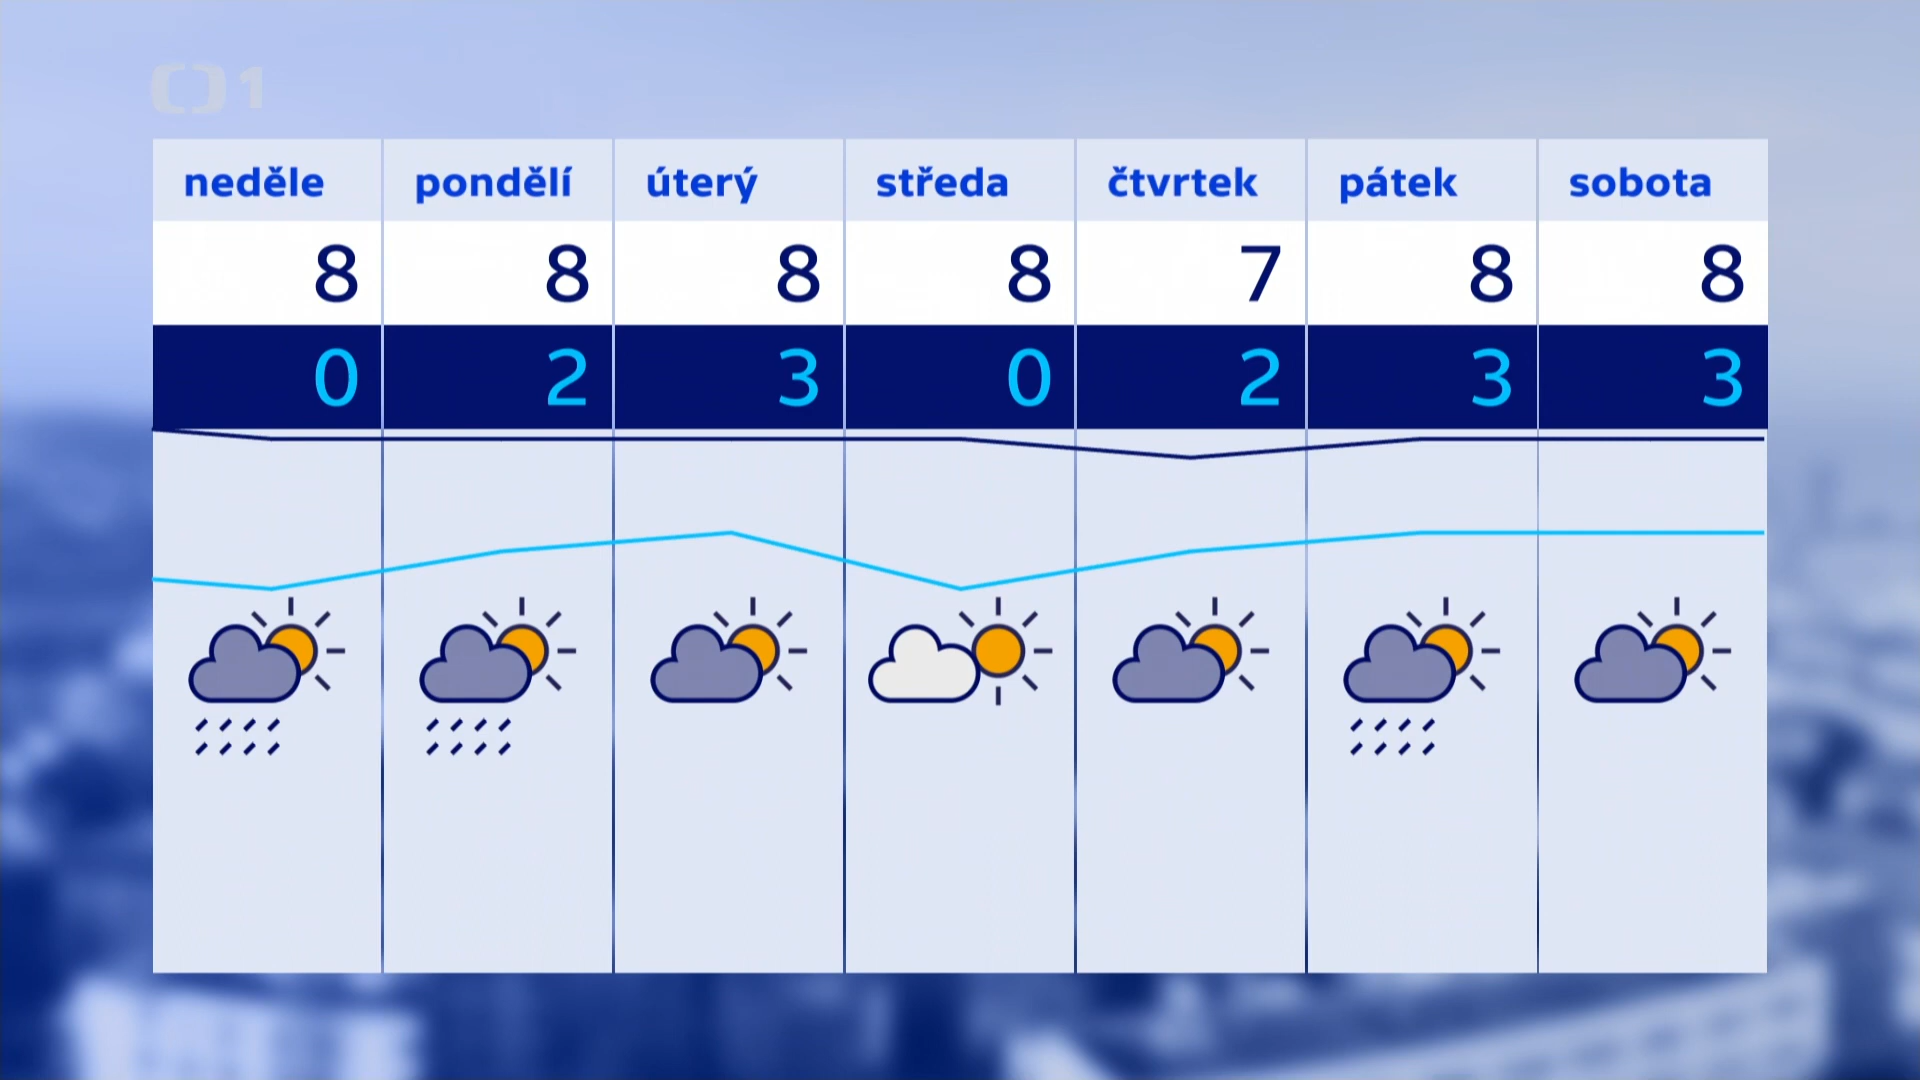 1
neděle pondělí úterý středa čtvrtek pátek sobota
8 8 8 8 7 8 8
0 2 3 0 2 3 3